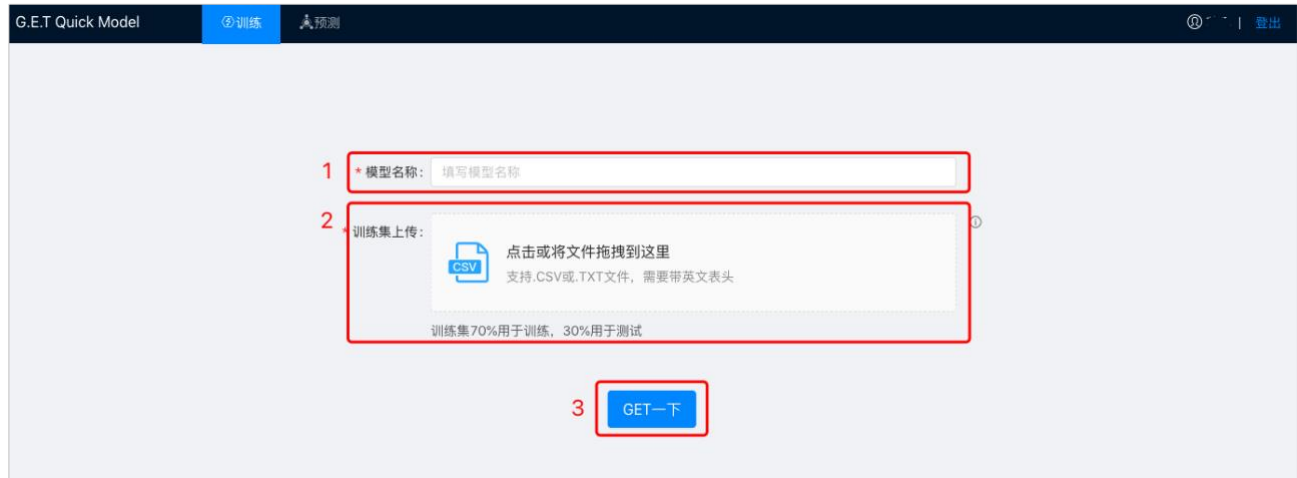 G.E.T Quick Model 训练 预测 | 登出
1 * 模型名称: 填写模型名称
2 * 训练集上传:
点击或将文件拖拽到这里
CSV
支持.CSV或.TXT文件，需要带英文表头
训练集70%用于训练，30%用于测试
3 GET一下